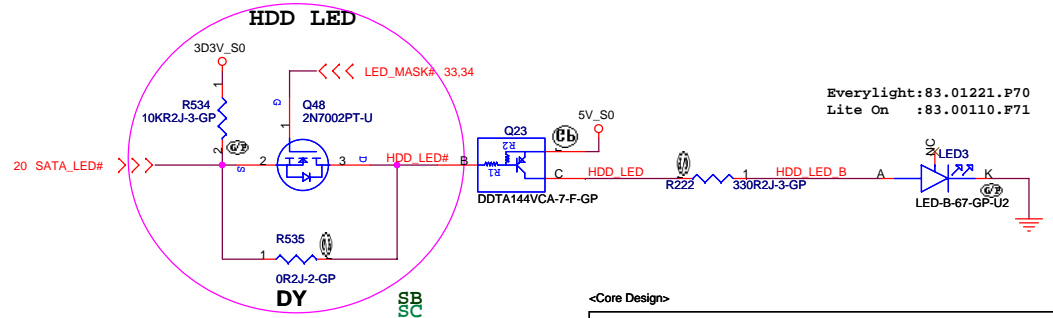 HDD LED
3D3V_S0
LED_MASK# 33,34
1
R534
10KR2J-3-GP
2
G
1
Q48
2N7002PT-U
20 SATA_LED#
2
S
3
D
HDD_LED#
B
Q23
R2
R1
E
5V_S0
C
DDTA144VCA-7-F-GP
HDD_LED
R222
1
330R2J-3-GP
HDD_LED_B
A
NC
LED3
K
LED-B-67-GP-U2
Everylight:83.01221.P70
Lite On :83.00110.F71
R535
1
0R2J-2-GP
DY
SB
SC
<Core Design>